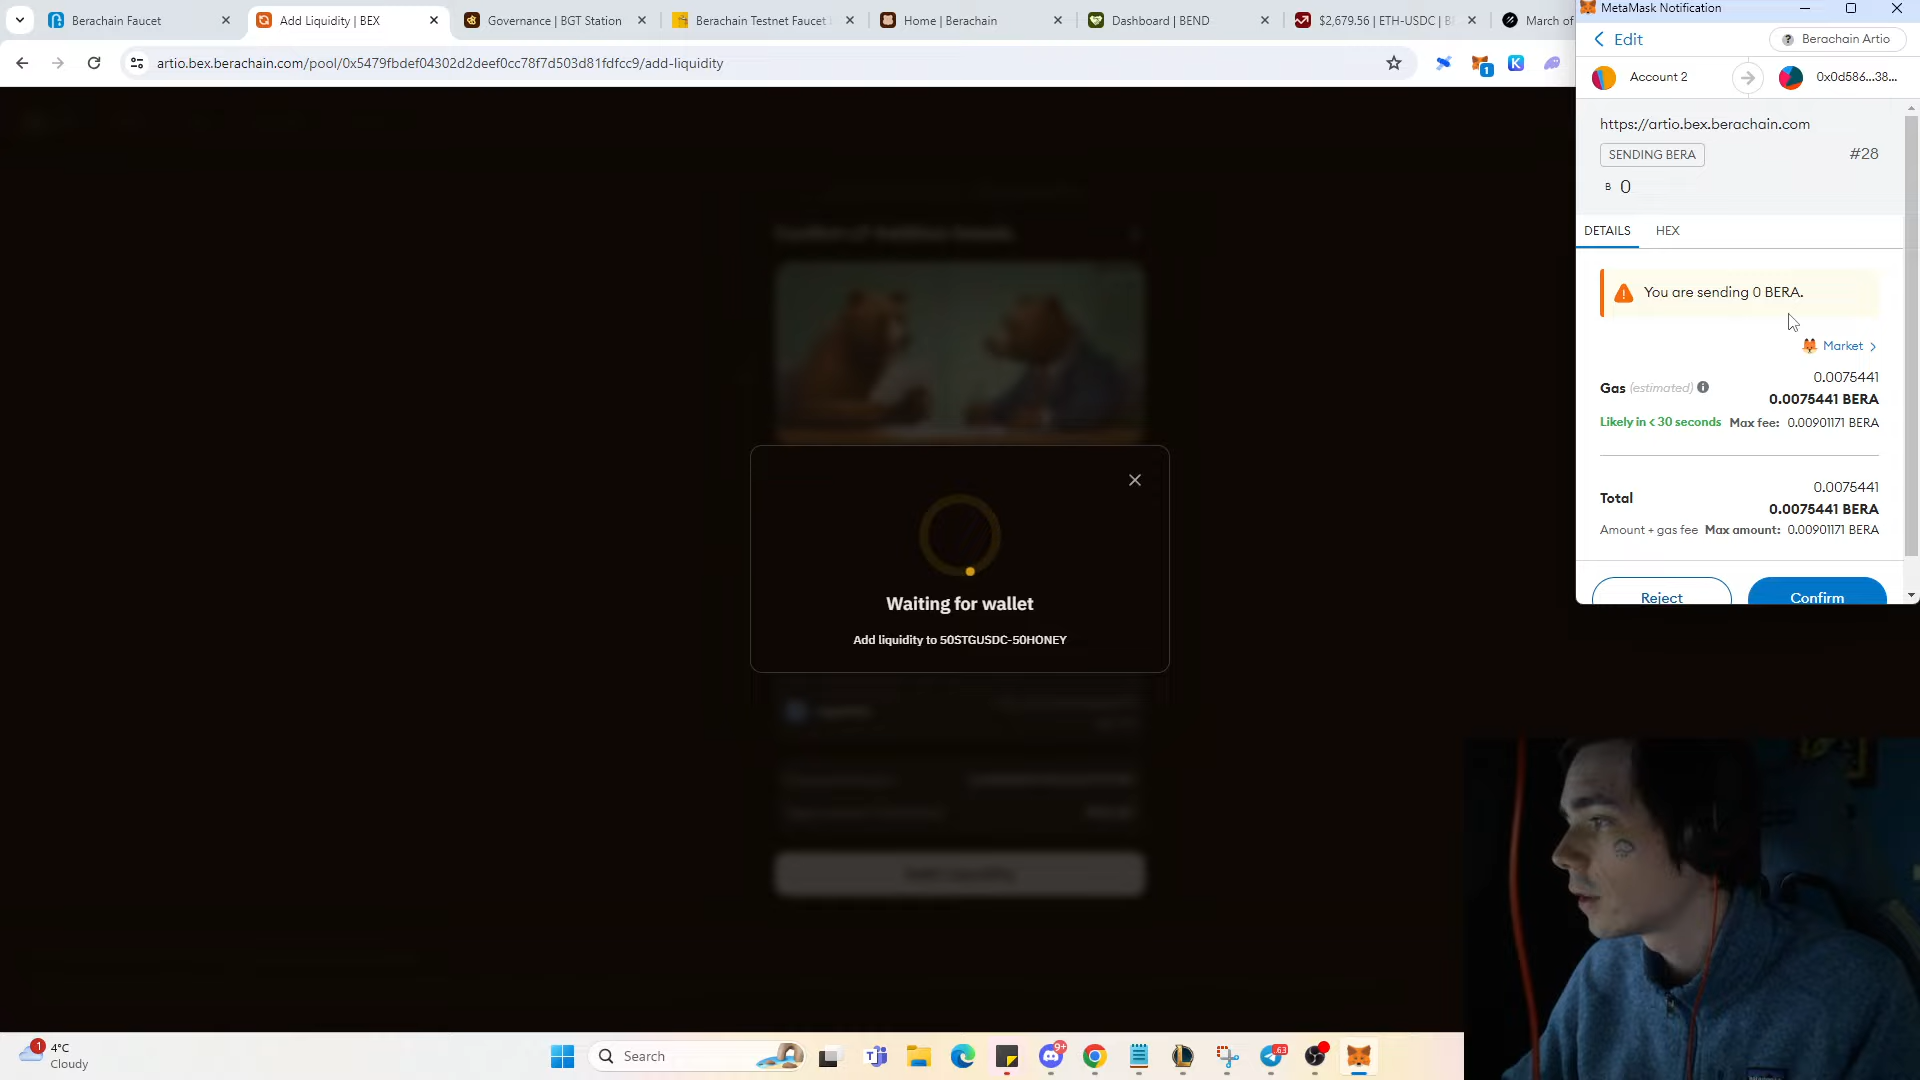 Berachain Faucet
Add Liquidity | BEX
Governance | BGT Station
Berachain Testnet Faucet
Home | Berachain
Dashboard | BEND
$2,679.56 | ETH-USDC | B
March of
artio.bex.berachain.com/pool/0x5479fbdef04302d2deef0cc78f7d503d81fdfcc9/add-liquidity
1
MetaMask Notification
Edit
Berachain Artio
Account 2
0x0d586...38...
https://artio.bex.berachain.com
SENDING BERA
#28
B 0
DETAILS
HEX
You are sending 0 BERA.
Market
0.0075441
Gas (estimated)
0.0075441 BERA
Likely in < 30 seconds Max fee: 0.00901171 BERA
0.0075441
Total
0.0075441 BERA
Amount + gas fee Max amount: 0.00901171 BERA
Reject
Confirm
Waiting for wallet
Add liquidity to 50STGUSDC-50HONEY
1
4°C
Cloudy
Search
9+
63